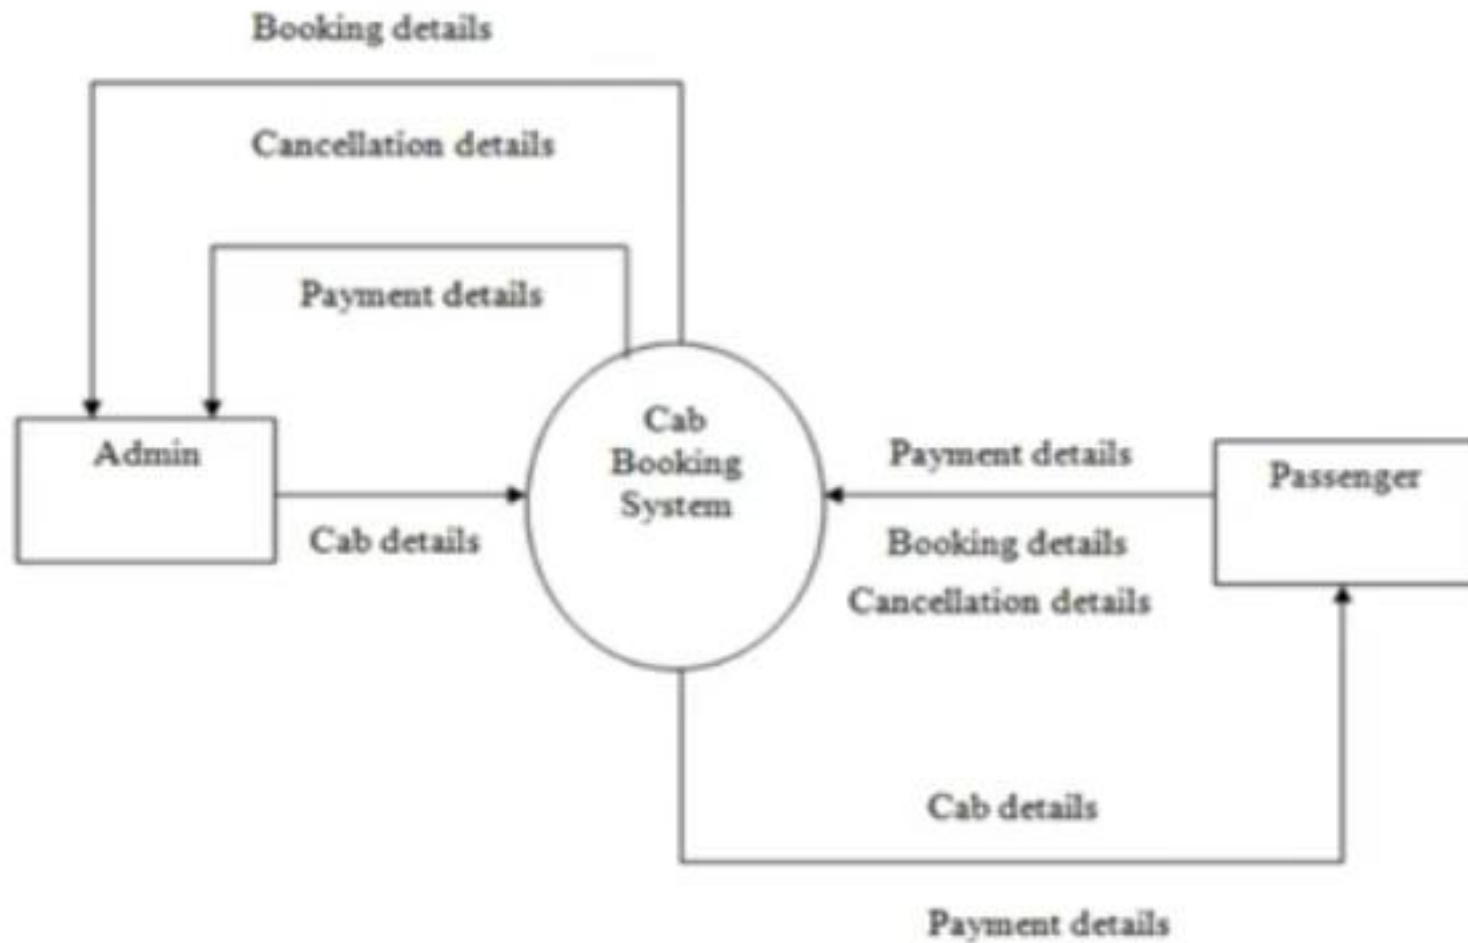 Booking details
Cancellation details
Payment details
Admin
Cab details
Cab
Booking
System
Payment details
Booking details
Cancellation details
Passenger
Cab details
Payment details